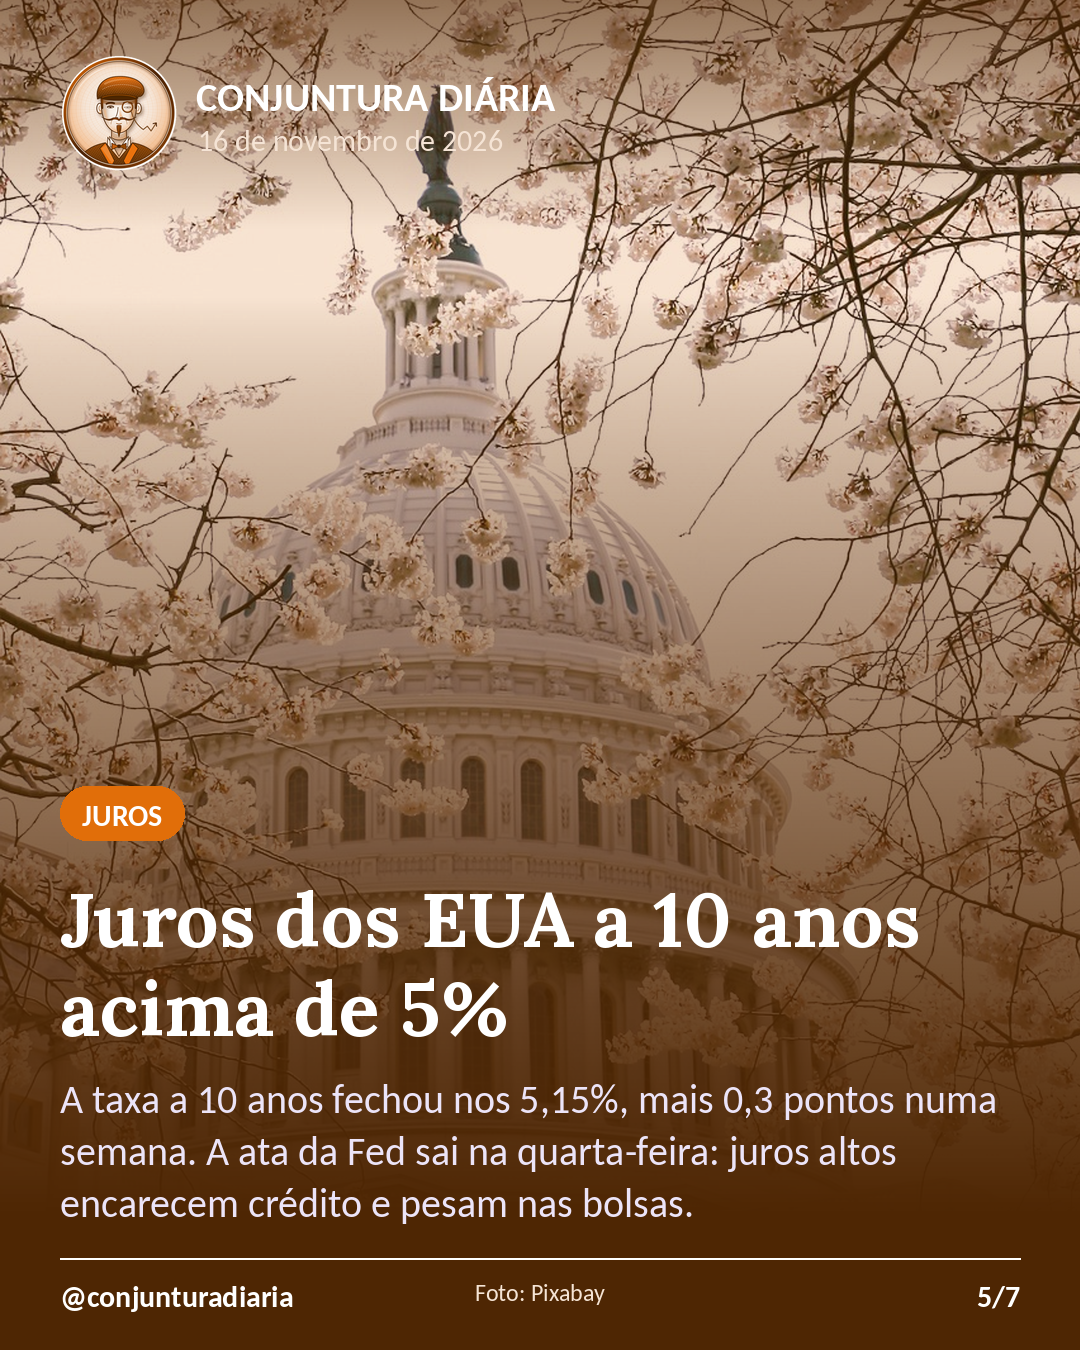 CONJUNTURA DIÁRIA
16 de novembro de 2026
JUROS
Juros dos EUA a 10 anos
acima de 5%
A taxa a 10 anos fechou nos 5,15%, mais 0,3 pontos numa
semana. A ata da Fed sai na quarta-feira: juros altos
encarecem crédito e pesam nas bolsas.
@conjunturadiaria
Foto: Pixabay
5/7